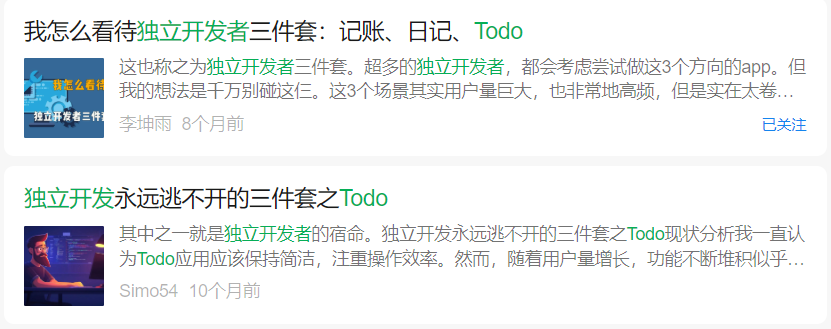 我怎么看待独立开发者三件套：记账、日记、Todo
我怎么看待
独立开发者三件套
这也称之为独立开发者三件套。超多的独立开发者，都会考虑尝试做这3个方向的app。但
我的想法是千万别碰这仨。这3个场景其实用户量巨大，也非常地高频，但是实在太卷…
李坤雨 8个月前
已关注
独立开发永远逃不开的三件套之Todo
其中之一就是独立开发者的宿命。独立开发永远逃不开的三件套之Todo现状分析我一直认
为Todo应用应该保持简洁，注重操作效率。然而，随着用户量增长，功能不断堆积似乎…
Simo54 10个月前